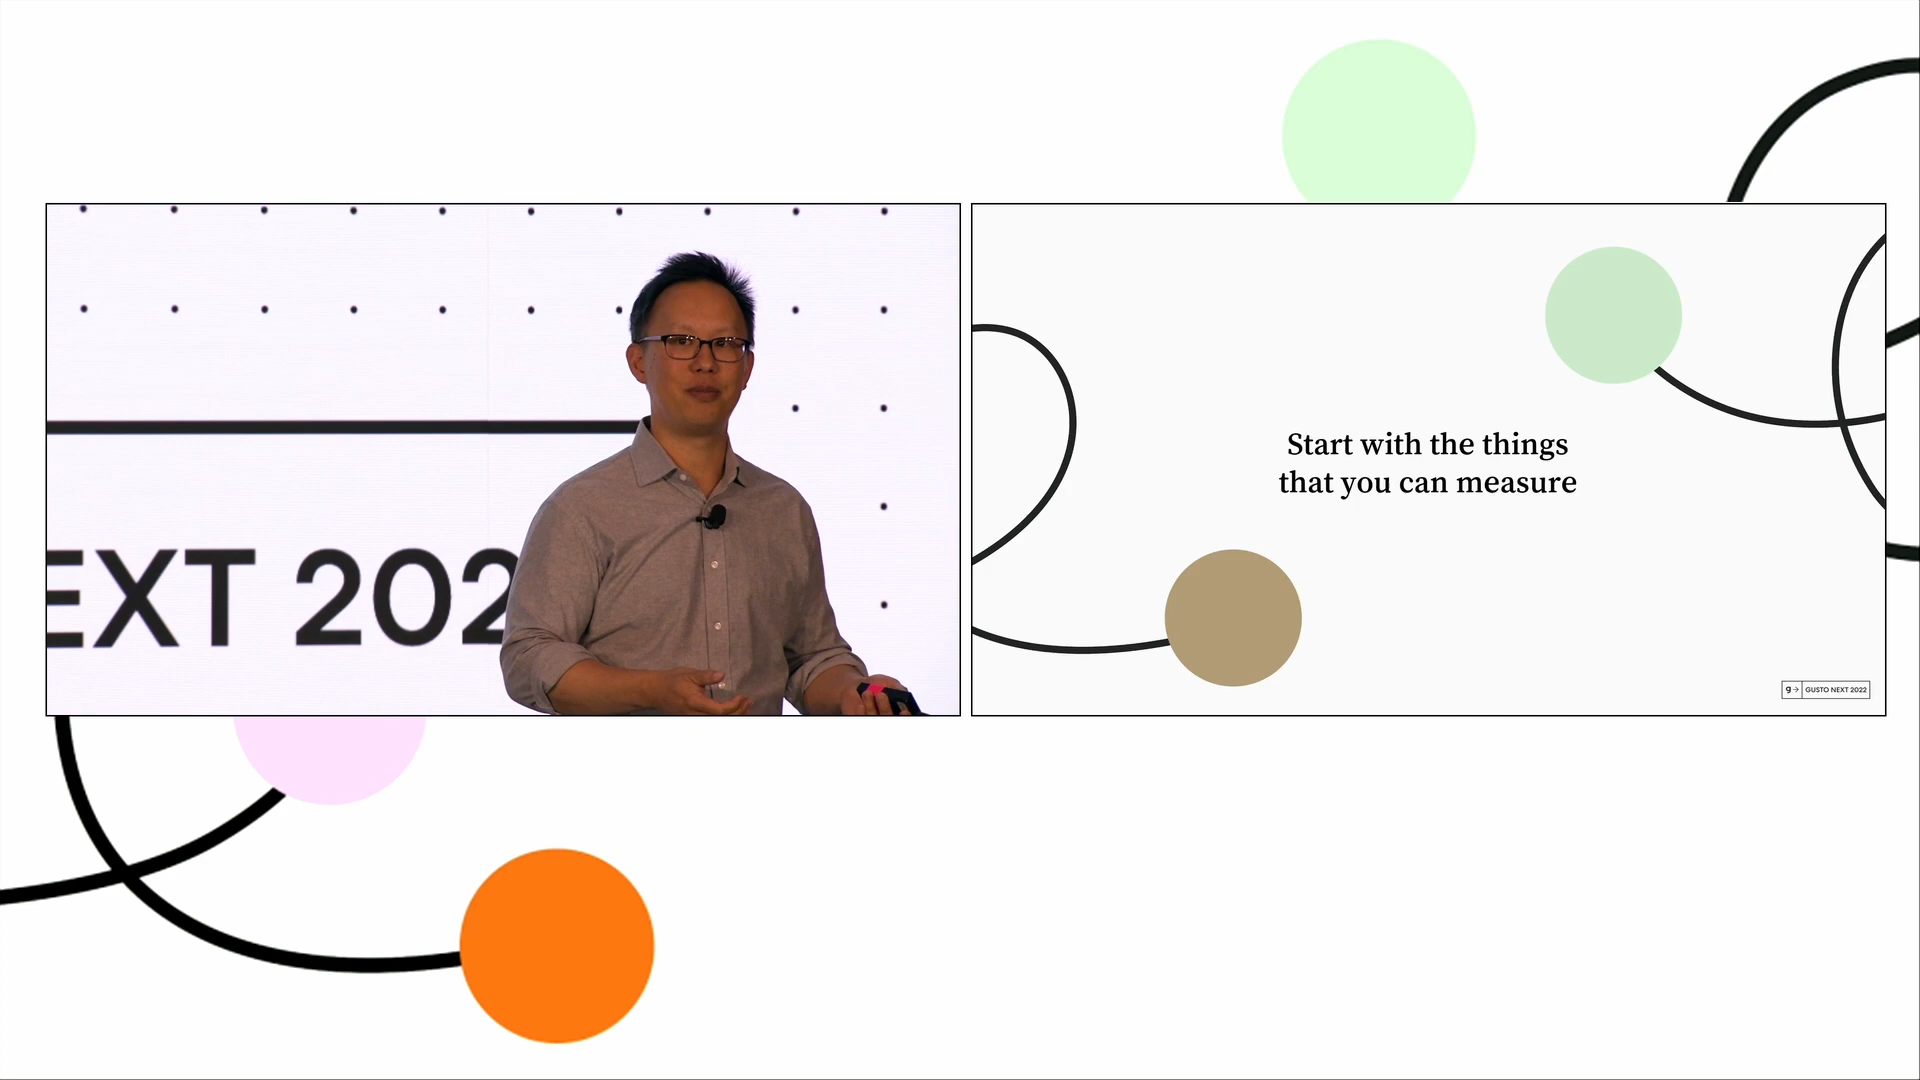 EXT 202
Start with the things
that you can measure
g→ GUSTO NEXT 2022